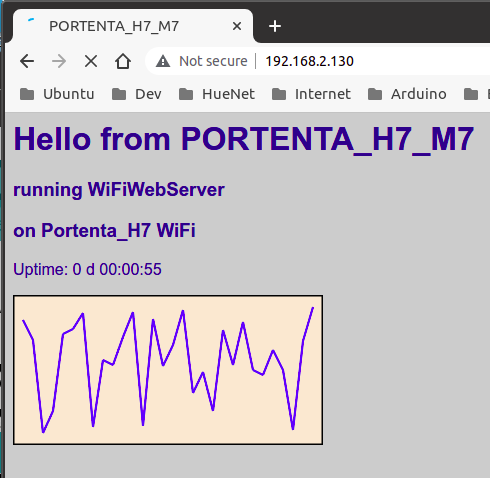 PORTENTA_H7_M7
Not secure 192.168.2.130
Ubuntu Dev HueNet Internet Arduino
Hello from PORTENTA_H7_M7
running WiFiWebServer
on Portenta_H7 WiFi
Uptime: 0 d 00:00:55